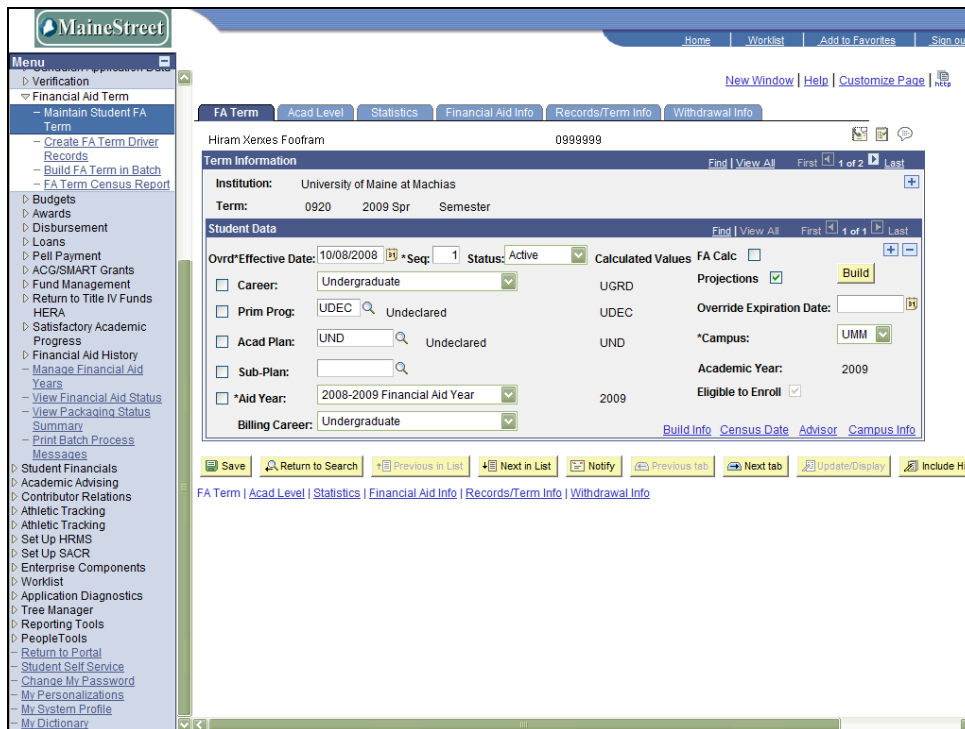 MaineStreet
Home
Worklist
Add to Favorites
Sign ou
Menu
Canadian Application Data
Verification
Financial Aid Term
Maintain Student FA
Term
Create FA Term Driver
Records
Build FA Term in Batch
FA Term Census Report
Budgets
Awards
Disbursement
Loans
Pell Payment
ACG/SMART Grants
Fund Management
Return to Title IV Funds
HERA
Satisfactory Academic
Progress
Financial Aid History
Manage Financial Aid
Years
View Financial Aid Status
View Packaging Status
Summary
Print Batch Process
Messages
Student Financials
Academic Advising
Contributor Relations
Athletic Tracking
Athletic Tracking
Set Up HRMS
Set Up SACR
Enterprise Components
Worklist
Application Diagnostics
Tree Manager
Reporting Tools
PeopleTools
Return to Portal
Student Self Service
Change My Password
My Personalizations
My System Profile
My Dictionary
New Window | Help | Customize Page | http
FA Term Acad Level Statistics Financial Aid Info Records/Term Info Withdrawal Info
Hiram Xerxes Foofram 0999999
Term Information Find | View All First 1 of 2 Last
Institution: University of Maine at Machias
Term: 0920 2009 Spr Semester
Student Data Find | View All First 1 of 1 Last
Ovrd *Effective Date: 10/08/2008 *Seq: 1 Status: Active Calculated Values FA Calc
Career: Undergraduate UGRD Projections Build
Prim Prog: UDEC Undeclared UDEC Override Expiration Date:
Acad Plan: UND Undeclared UND *Campus: UMM
Sub-Plan: Academic Year: 2009
*Aid Year: 2008-2009 Financial Aid Year 2009 Eligible to Enroll
Billing Career: Undergraduate Build Info Census Date Advisor Campus Info
Save Return to Search Previous in List Next in List Notify Previous tab Next tab Update/Display Include Hi
FA Term | Acad Level | Statistics | Financial Aid Info | Records/Term Info | Withdrawal Info